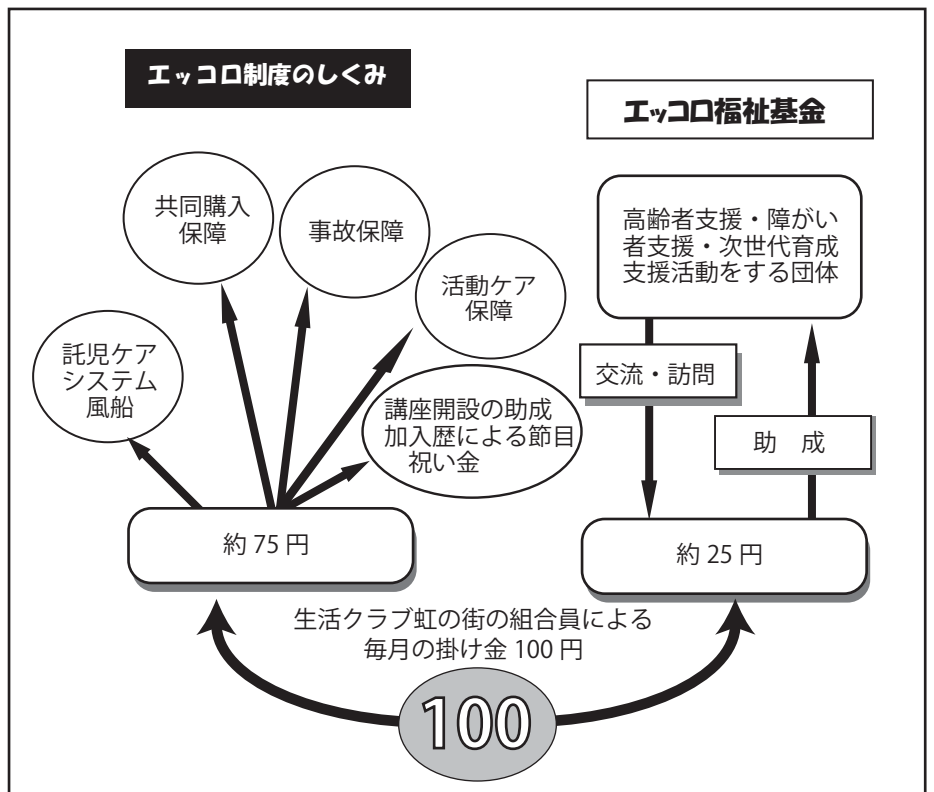 エッコロ制度のしくみ
エッコロ福祉基金
共同購入
保障
事故保障
活動ケア
保障
託児ケア
システム
風船
講座開設の助成
加入歴による節目
祝い金
高齢者支援・障がい
者支援・次世代育成
支援活動をする団体
交流・訪問
助 成
約 75 円
約 25 円
生活クラブ虹の街の組合員による
毎月の掛け金 100 円
100